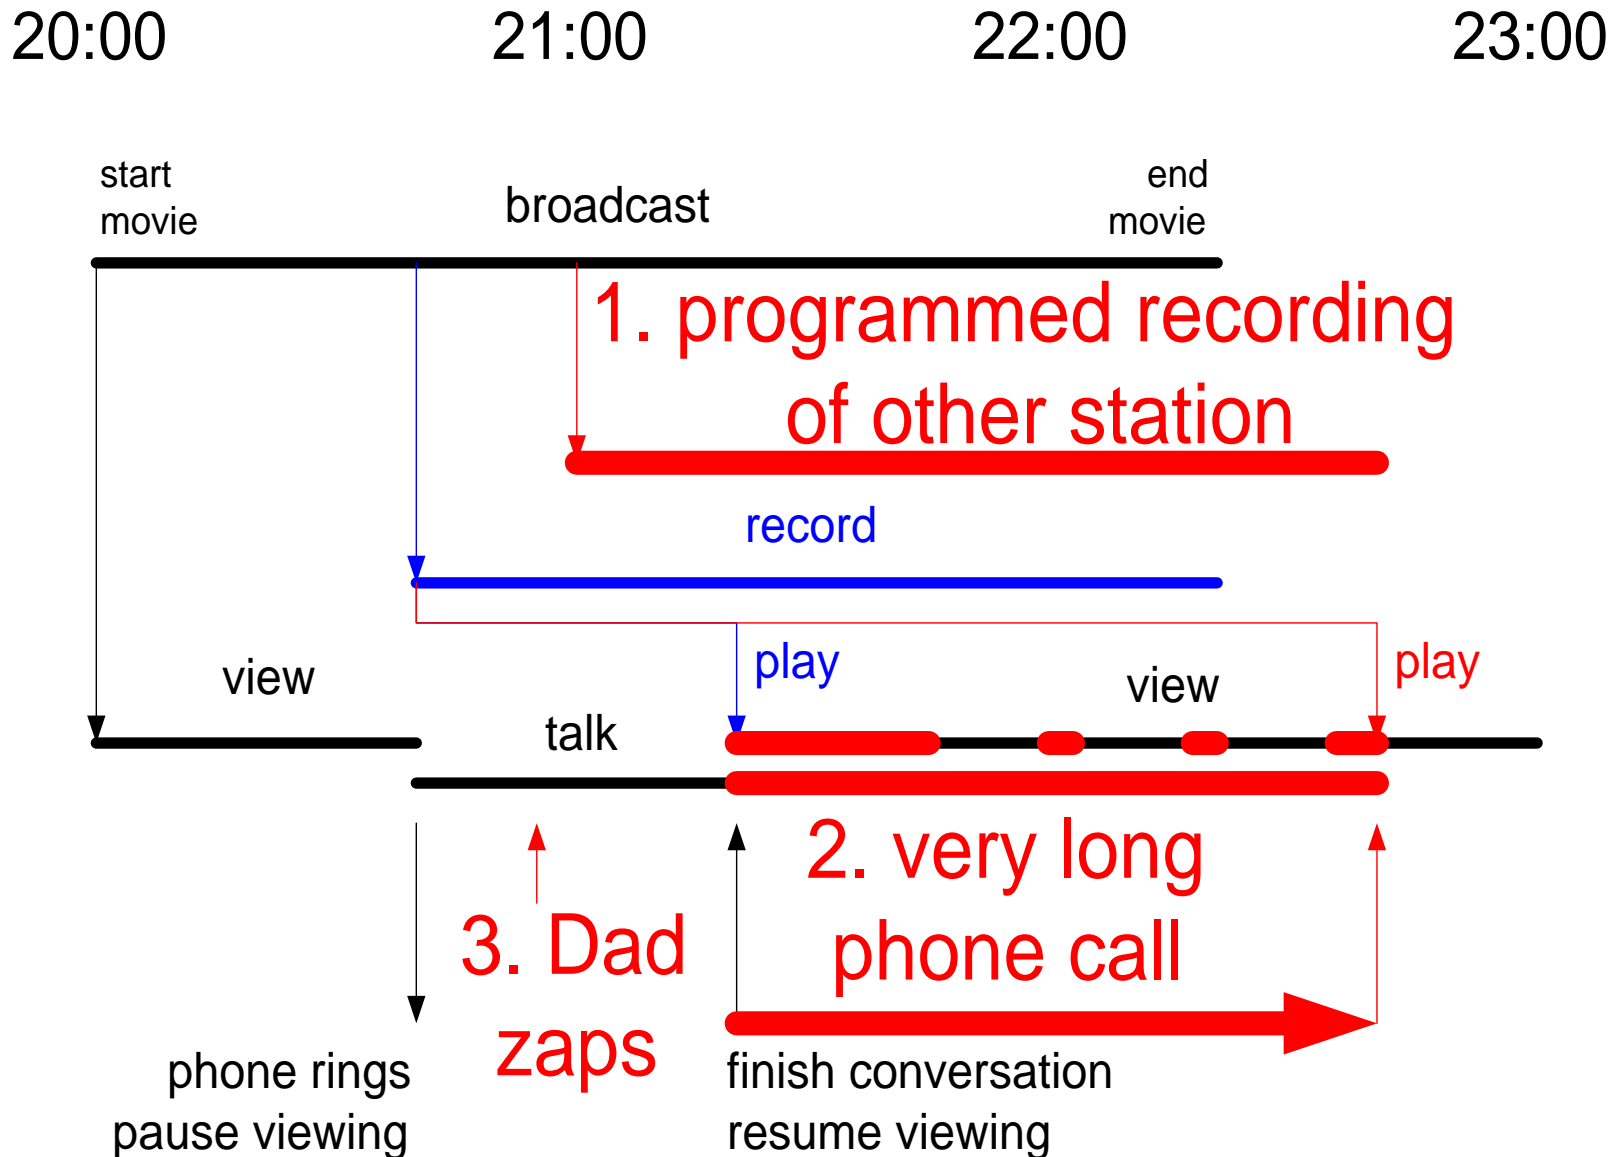 20:00 21:00 22:00 23:00
start
movie
broadcast
end
movie
1. programmed recording
of other station
record
view
play
view
play
talk
2. very long
phone call
3. Dad
zaps
phone rings
pause viewing
finish conversation
resume viewing